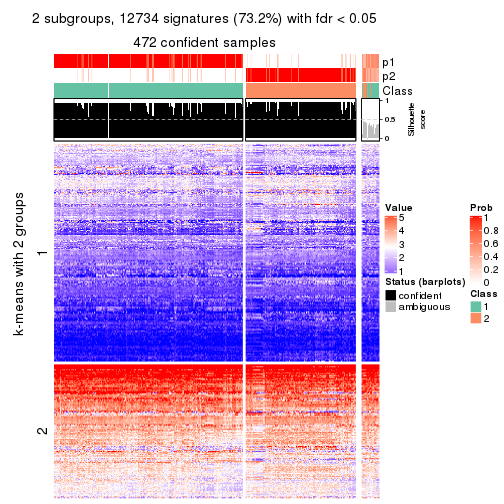 2 subgroups, 12734 signatures (73.2%) with fdr < 0.05
472 confident samples
p1
p2
Class
1
0.5
0
Silhouette
score
k-means with 2 groups
1
2
Value
5
4
3
2
1
Status (barplots)
confident
ambiguous
Prob
1
0.8
0.6
0.4
0.2
0
Class
1
2